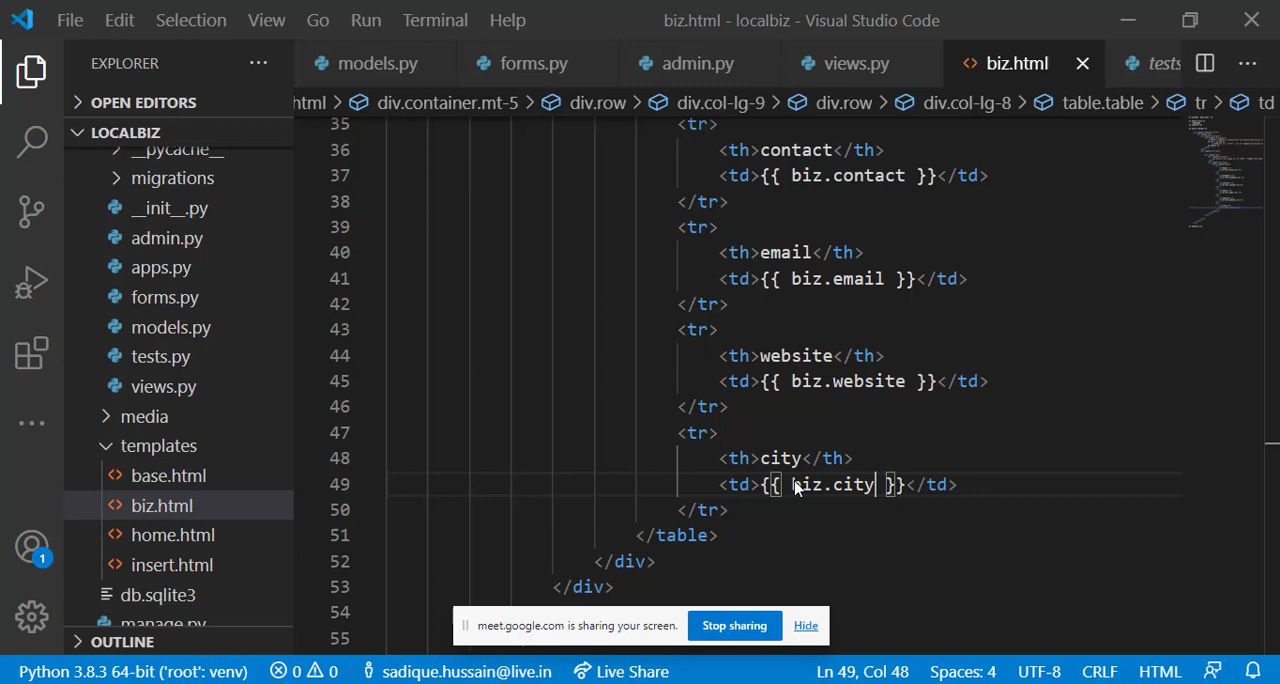 File Edit Selection View Go Run Terminal Help biz.html - localbiz - Visual Studio Code
EXPLORER ... models.py forms.py admin.py views.py biz.html tests ...
OPEN EDITORS
html > div.container.mt-5 > div.row > div.col-lg-9 > div.row > div.col-lg-8 > table.table > tr > td
LOCALBIZ
__pycache__
migrations
__init__.py
admin.py
apps.py
forms.py
models.py
tests.py
views.py
media
templates
base.html
biz.html
home.html
insert.html
db.sqlite3
manage.py
OUTLINE
35 <tr>
36 <th>contact</th>
37 <td>{{ biz.contact }}</td>
38 </tr>
39 <tr>
40 <th>email</th>
41 <td>{{ biz.email }}</td>
42 </tr>
43 <tr>
44 <th>website</th>
45 <td>{{ biz.website }}</td>
46 </tr>
47 <tr>
48 <th>city</th>
49 <td>{{ biz.city }}</td>
50 </tr>
51 </table>
52 </div>
53 </div>
54
55
meet.google.com is sharing your screen. Stop sharing Hide
1
Python 3.8.3 64-bit ('root': venv) 0 0 sadique.hussain@live.in Live Share Ln 49, Col 48 Spaces: 4 UTF-8 CRLF HTML